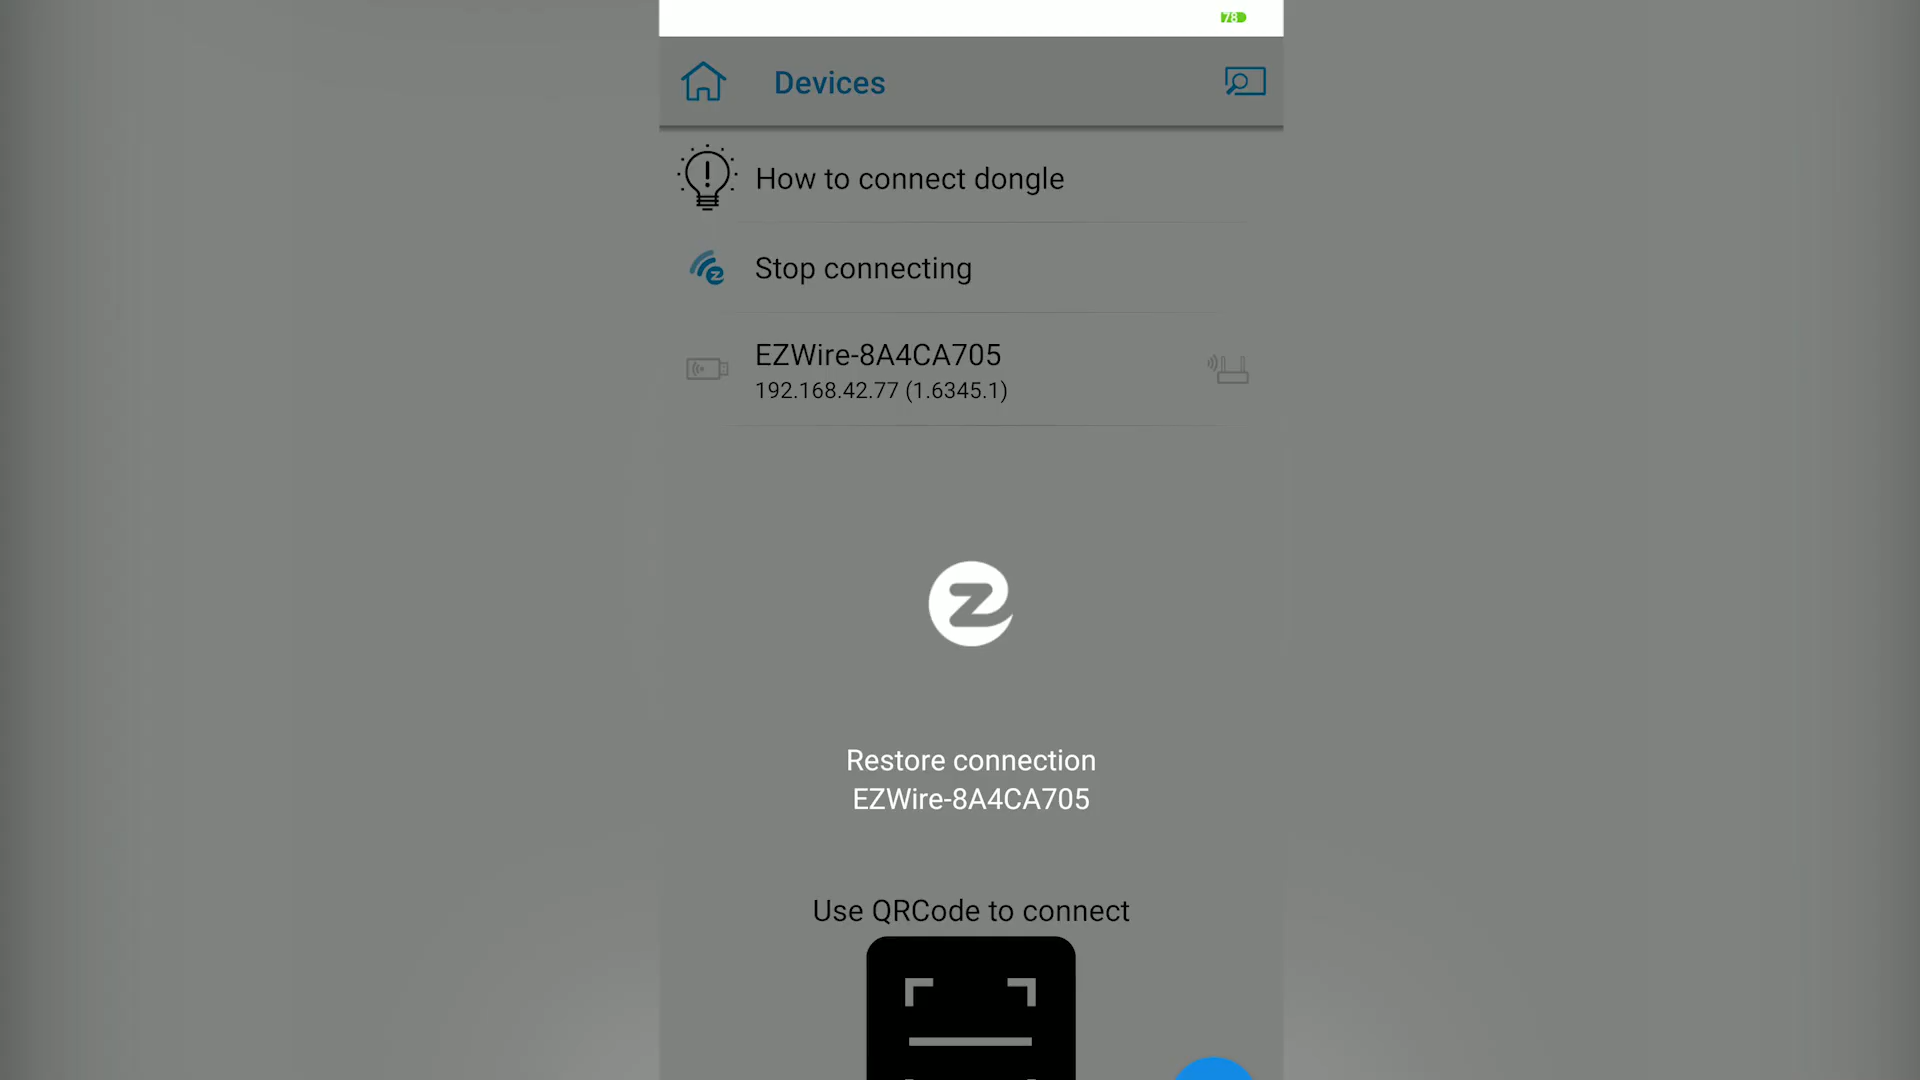 78
Devices
How to connect dongle
Stop connecting
EZWire-8A4CA705
192.168.42.77 (1.6345.1)
Restore connection
EZWire-8A4CA705
Use QRCode to connect